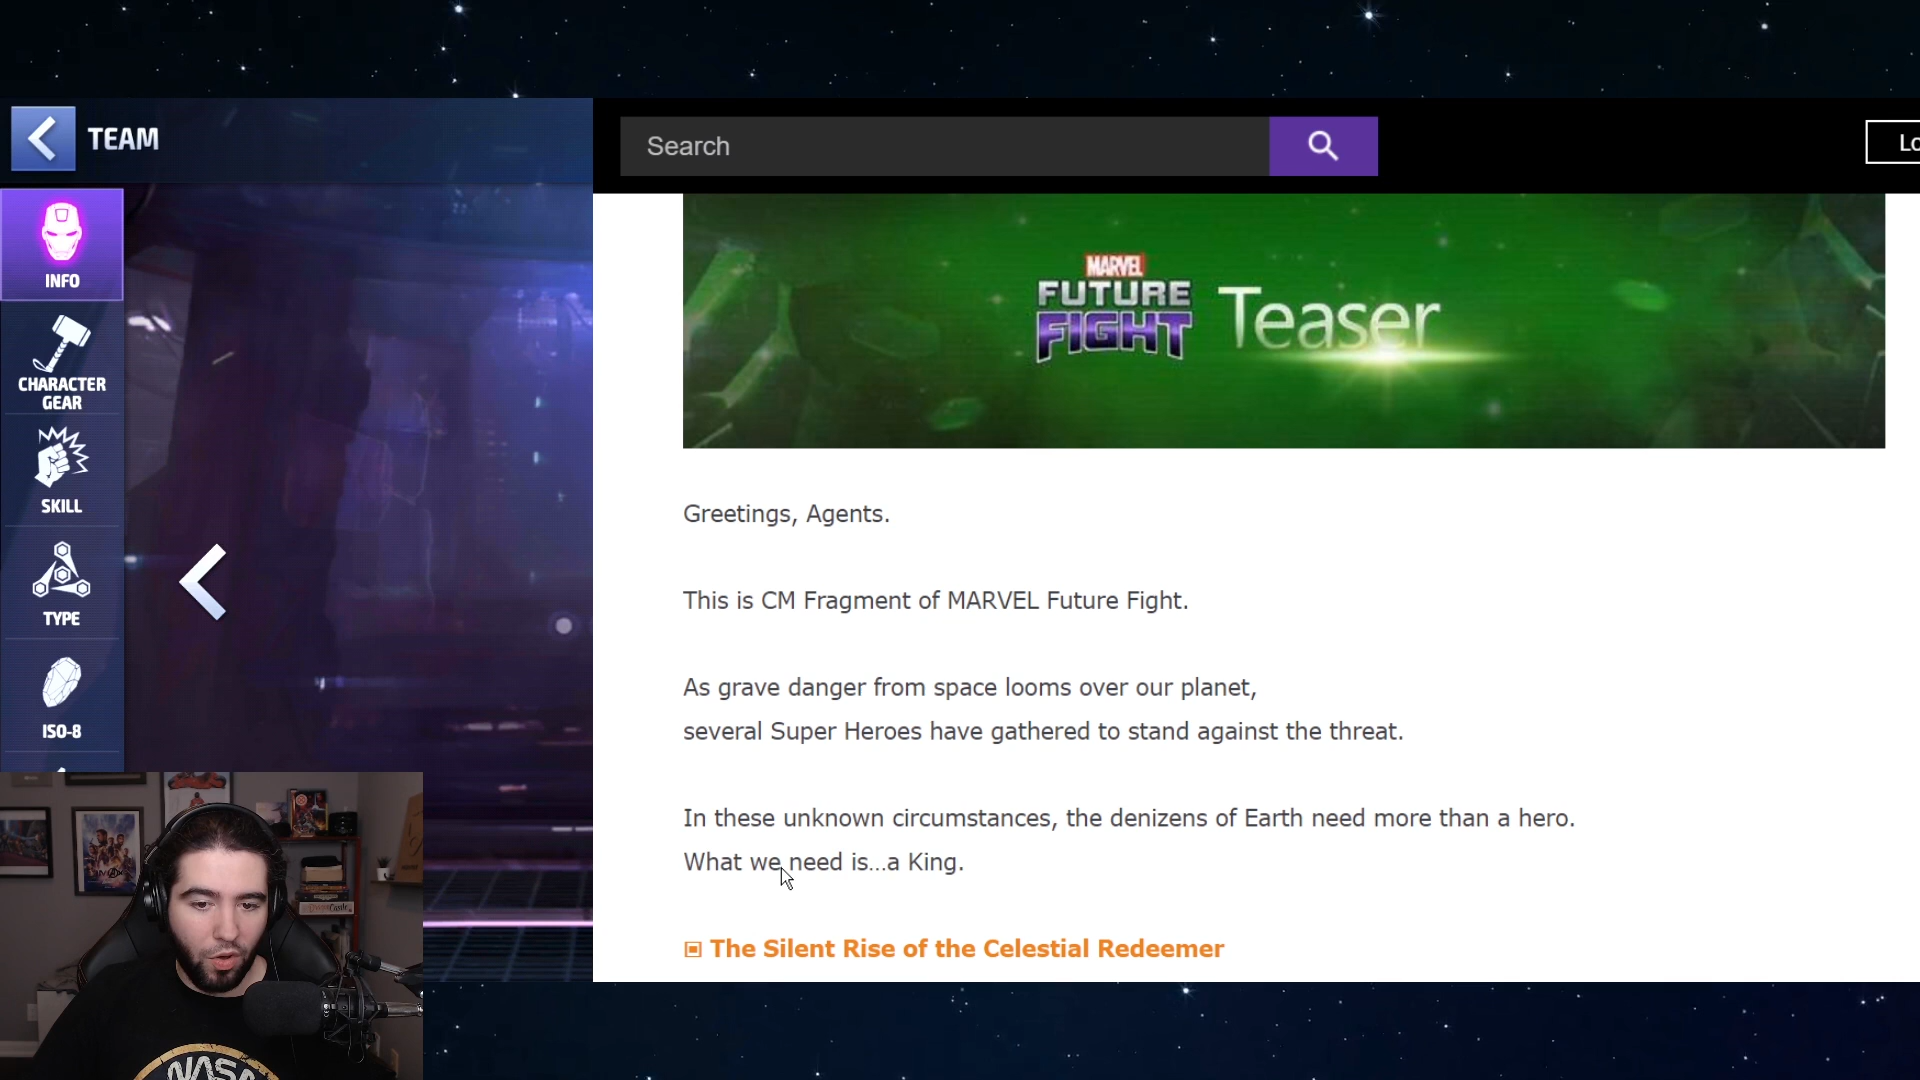 TEAM
INFO
CHARACTER
GEAR
SKILL
TYPE
ISO-8
Search
Lo
MARVEL
FUTURE
FIGHT
Teaser
Greetings, Agents.
This is CM Fragment of MARVEL Future Fight.
As grave danger from space looms over our planet,
several Super Heroes have gathered to stand against the threat.
In these unknown circumstances, the denizens of Earth need more than a hero.
What we need is...a King.
The Silent Rise of the Celestial Redeemer
NASA